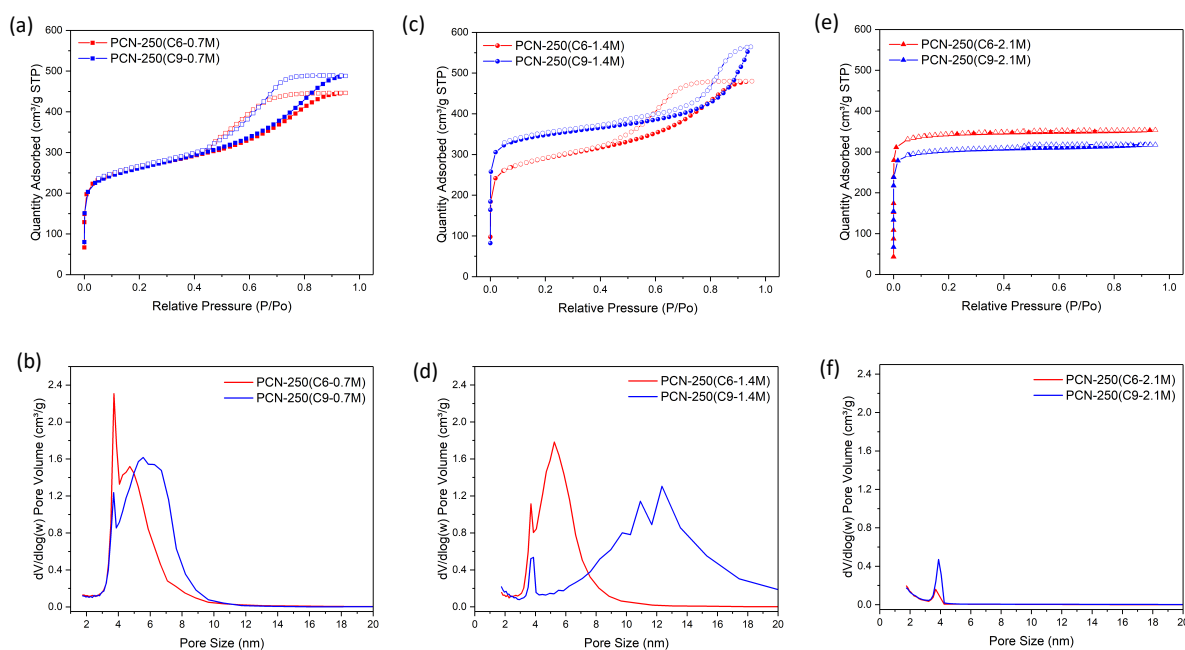 (a)
PCN-250(C6-0.7M)
PCN-250(C9-0.7M)
Quantity Adsorbed (cm³/g STP)
600
500
400
300
200
100
0
0.0 0.2 0.4 0.6 0.8 1.0
Relative Pressure (P/Po)
(c)
PCN-250(C6-1.4M)
PCN-250(C9-1.4M)
Quantity Adsorbed (cm³/g STP)
600
500
400
300
200
100
0
0.0 0.2 0.4 0.6 0.8 1.0
Relative Pressure (P/Po)
(e)
PCN-250(C6-2.1M)
PCN-250(C9-2.1M)
Quantity Adsorbed (cm³/g STP)
600
500
400
300
200
100
0
0.0 0.2 0.4 0.6 0.8 1.0
Relative Pressure (P/Po)
(b)
PCN-250(C6-0.7M)
PCN-250(C9-0.7M)
dV/dlog(w) Pore Volume (cm³/g)
2.4
2.0
1.6
1.2
0.8
0.4
0.0
2 4 6 8 10 12 14 16 18 20
Pore Size (nm)
(d)
PCN-250(C6-1.4M)
PCN-250(C9-1.4M)
dV/dlog(w) Pore Volume (cm³/g)
2.4
2.0
1.6
1.2
0.8
0.4
0.0
0 2 4 6 8 10 12 14 16 18 20
Pore Size (nm)
(f)
PCN-250(C6-2.1M)
PCN-250(C9-2.1M)
dV/dlog(w) Pore Volume (cm³/g)
2.4
2.0
1.6
1.2
0.8
0.4
0.0
0 2 4 6 8 10 12 14 16 18 20
Pore Size (nm)